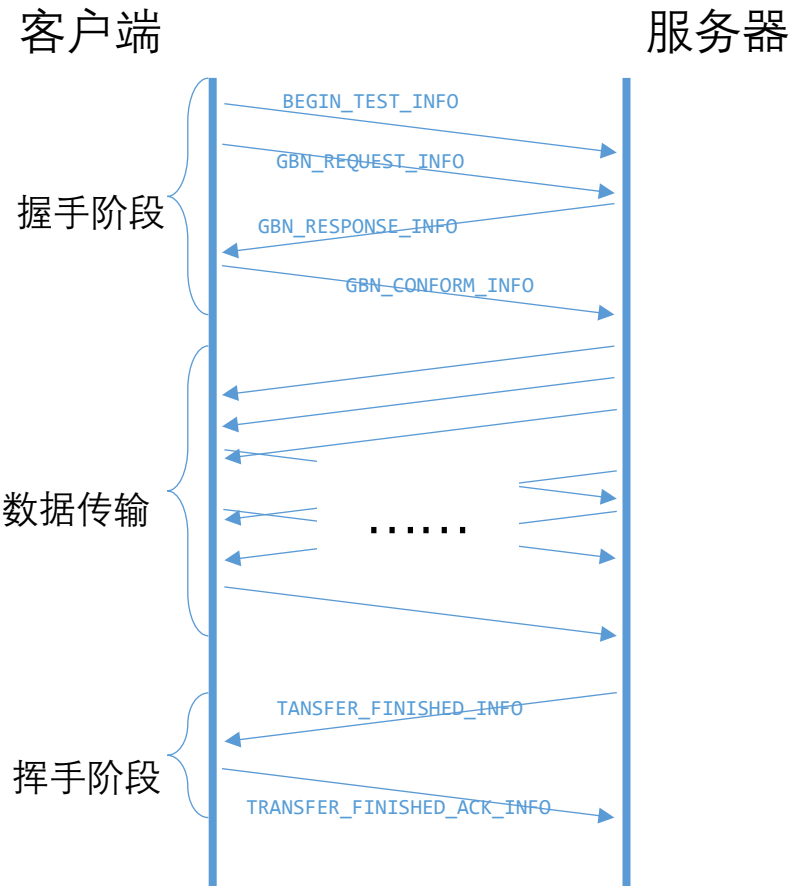 客户端
服务器
BEGIN_TEST_INFO
GBN_REQUEST_INFO
握手阶段
GBN_RESPONSE_INFO
GBN_CONFORM_INFO
数据传输
……
TANSFER_FINISHED_INFO
挥手阶段
TRANSFER_FINISHED_ACK_INFO